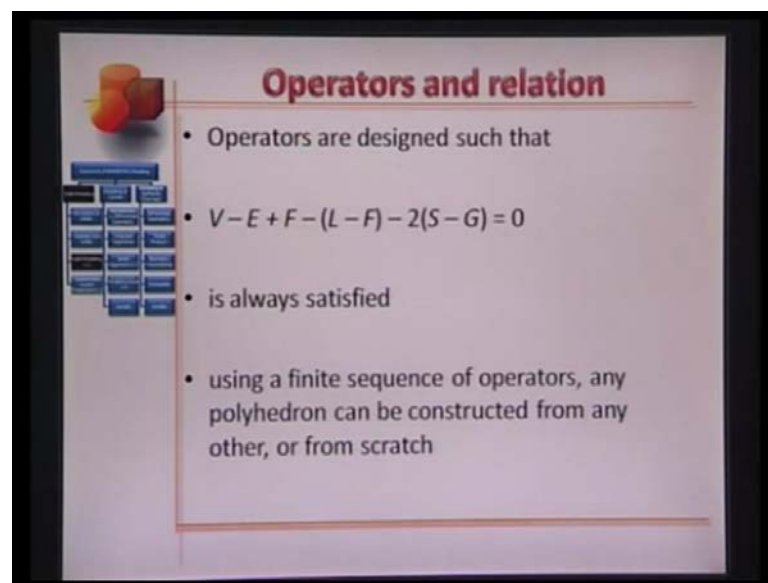 Operators and relation
• Operators are designed such that
• V – E + F – (L – F) – 2(S – G) = 0
• is always satisfied
• using a finite sequence of operators, any
polyhedron can be constructed from any
other, or from scratch